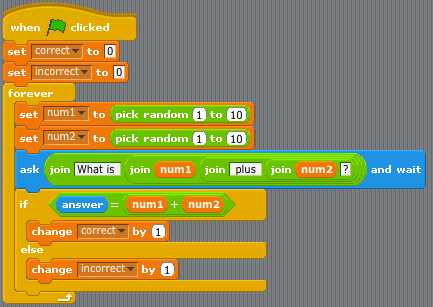 when clicked
set correct to 0
set incorrect to 0
forever
set num1 to pick random 1 to 10
set num2 to pick random 1 to 10
ask join What is join num1 join plus join num2 ? and wait
if answer = num1 + num2
change correct by 1
else
change incorrect by 1